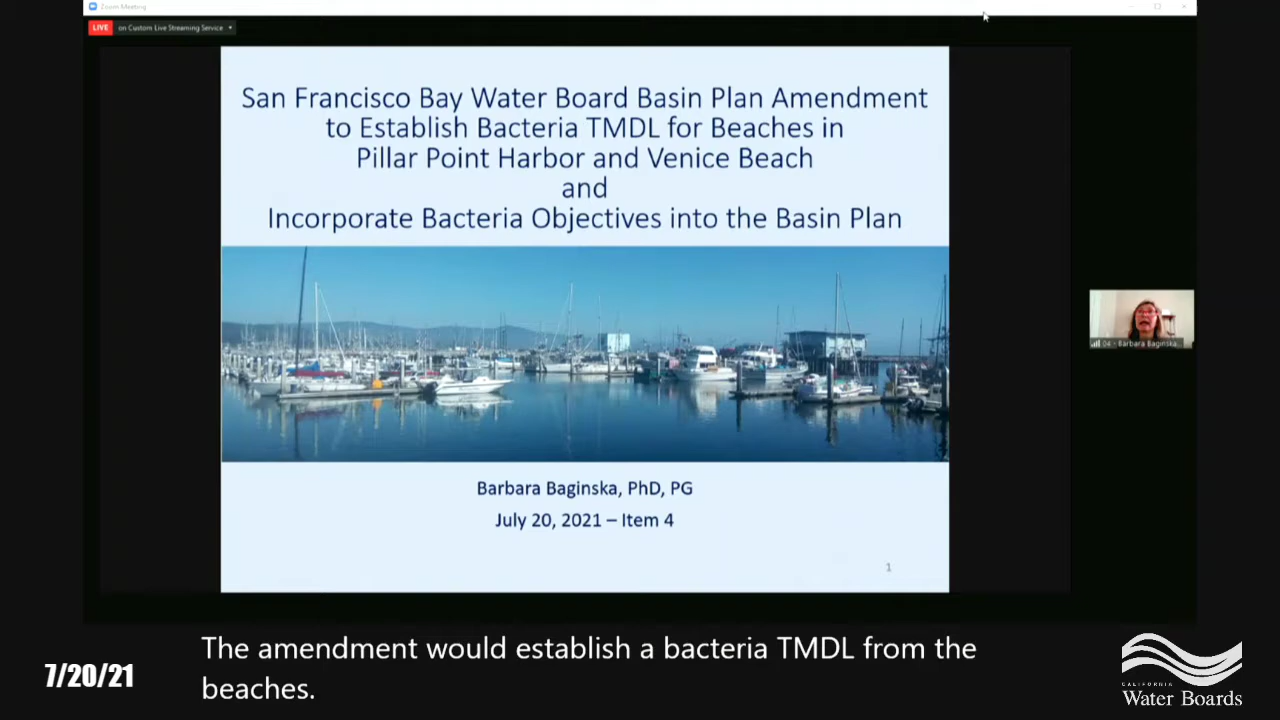 Zoom Meeting
LIVE on Custom Live Streaming Service
San Francisco Bay Water Board Basin Plan Amendment
to Establish Bacteria TMDL for Beaches in
Pillar Point Harbor and Venice Beach
and
Incorporate Bacteria Objectives into the Basin Plan
04 - Barbara Baginska...
Barbara Baginska, PhD, PG
July 20, 2021 – Item 4
1
The amendment would establish a bacteria TMDL from the
beaches.
7/20/21
CALIFORNIA
Water Boards